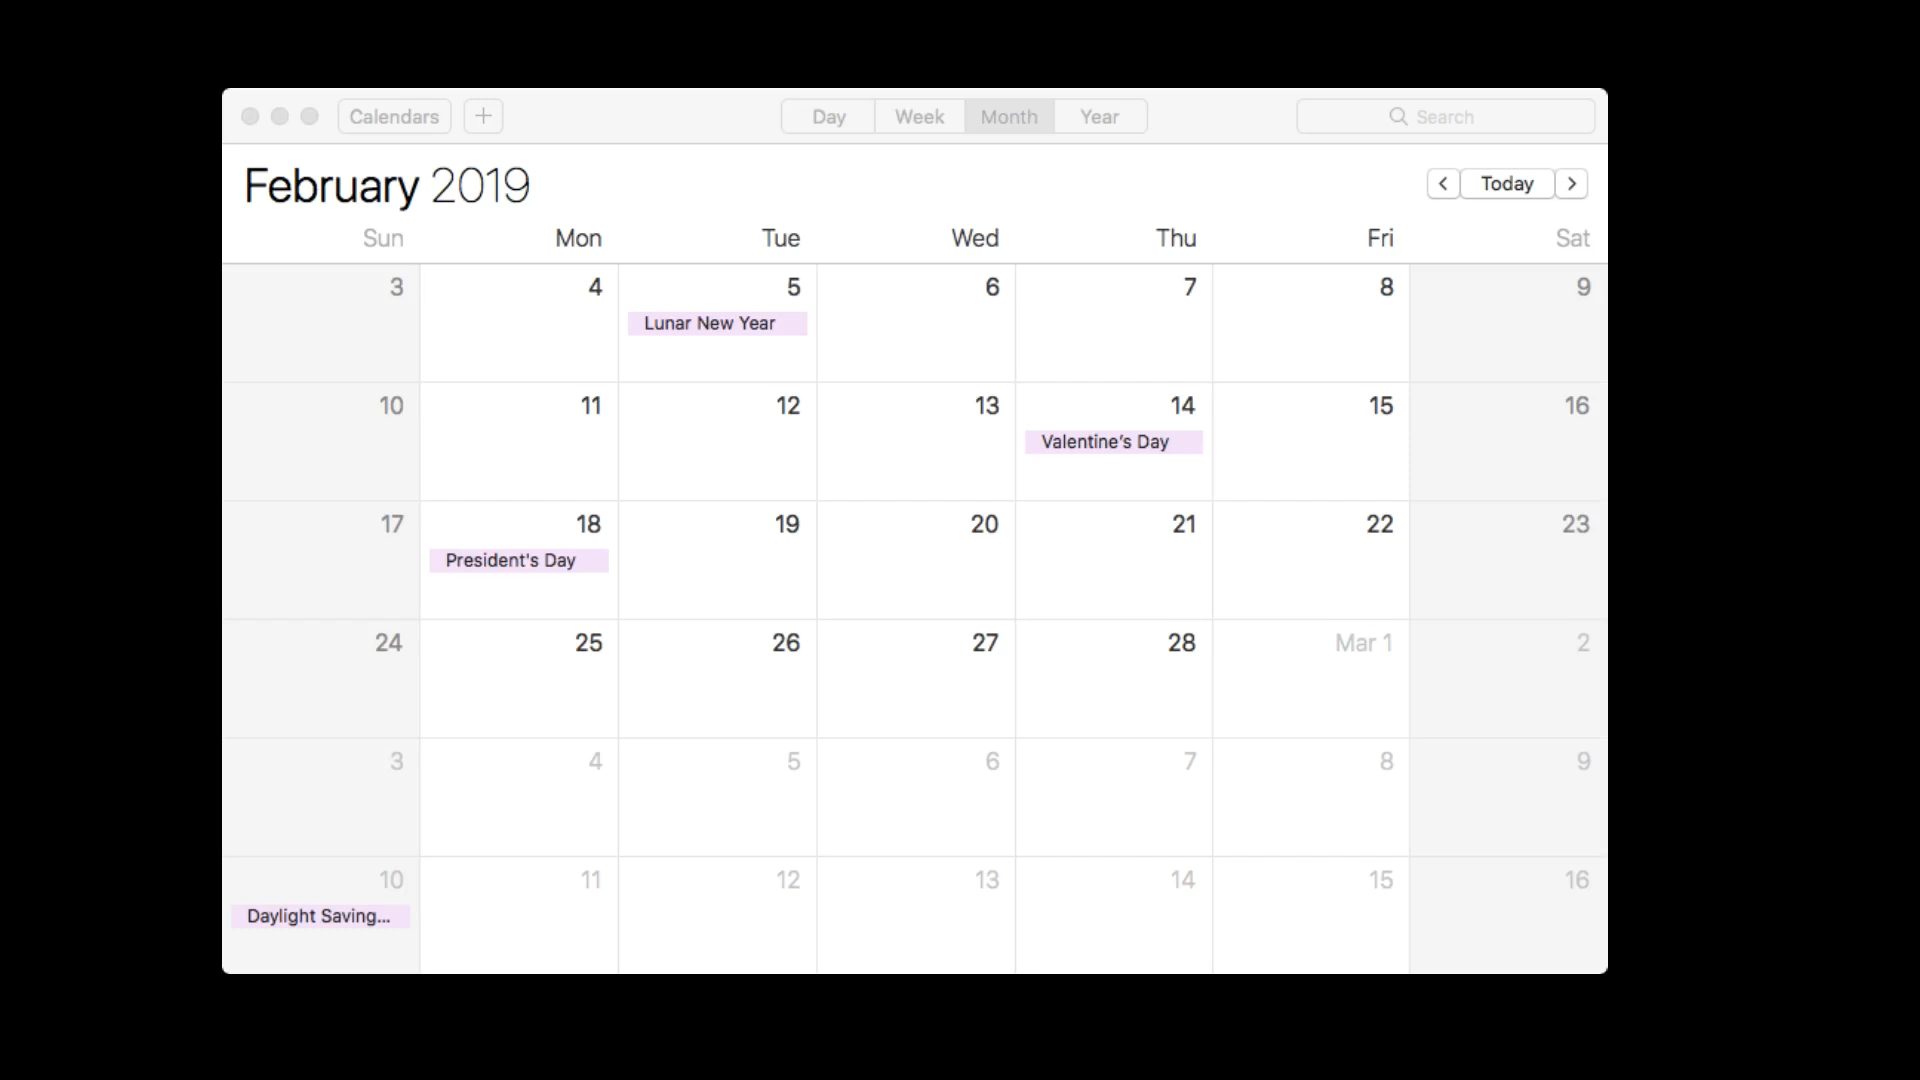 Calendars + Day Week Month Year Search
February 2019 < Today >
Sun Mon Tue Wed Thu Fri Sat
3 4 5 6 7 8 9
Lunar New Year
10 11 12 13 14 15 16
Valentine’s Day
17 18 19 20 21 22 23
President's Day
24 25 26 27 28 Mar 1 2
3 4 5 6 7 8 9
10 11 12 13 14 15 16
Daylight Saving...